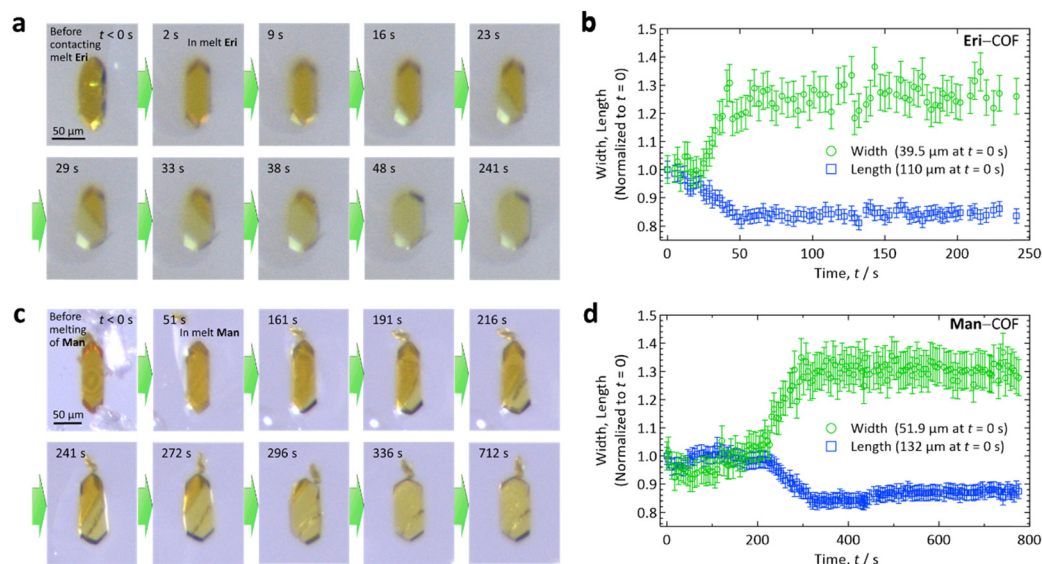 a
Before
contacting
melt Eri
t < 0 s
50 μm
2 s
In melt Eri
9 s
16 s
23 s
29 s
33 s
38 s
48 s
241 s
b
Eri–COF
Width, Length
(Normalized to t = 0)
1.5
1.4
1.3
1.2
1.1
1.0
0.9
0.8
Width (39.5 μm at t = 0 s)
Length (110 μm at t = 0 s)
0
50
100
150
200
250
Time, t / s
c
Before
melting
of Man
t < 0 s
50 μm
51 s
In melt Man
161 s
191 s
216 s
241 s
272 s
296 s
336 s
712 s
d
Man–COF
Width, Length
(Normalized to t = 0)
1.5
1.4
1.3
1.2
1.1
1.0
0.9
0.8
Width (51.9 μm at t = 0 s)
Length (132 μm at t = 0 s)
0
200
400
600
800
Time, t / s